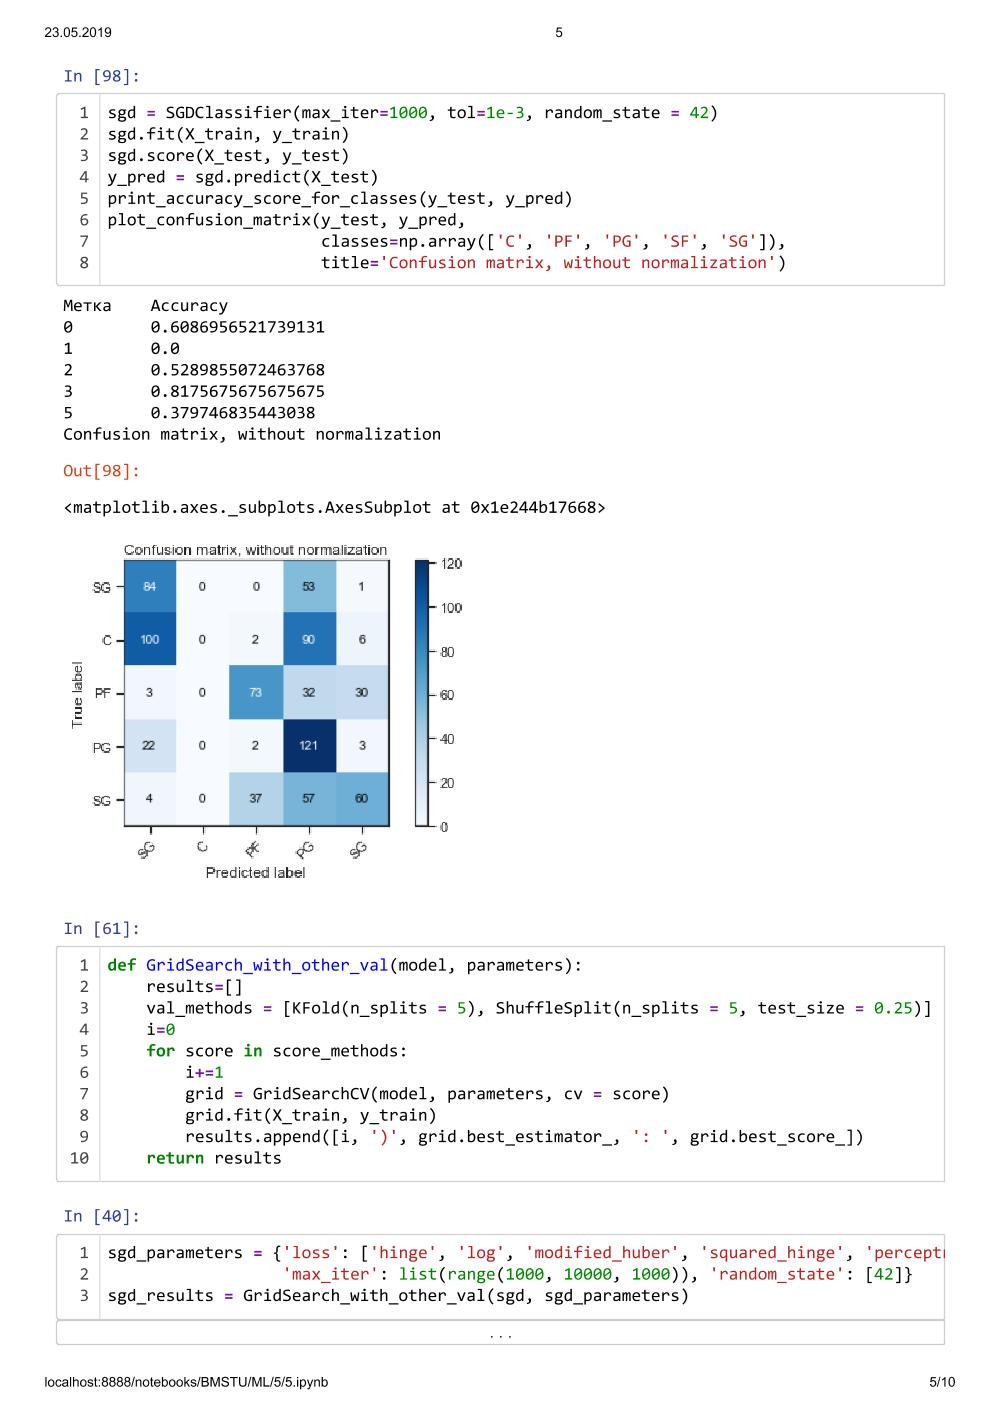 23.05.2019 5
In [98]:
1 sgd = SGDClassifier(max_iter=1000, tol=1e-3, random_state = 42)
2 sgd.fit(X_train, y_train)
3 sgd.score(X_test, y_test)
4 y_pred = sgd.predict(X_test)
5 print_accuracy_score_for_classes(y_test, y_pred)
6 plot_confusion_matrix(y_test, y_pred,
7 classes=np.array(['C', 'PF', 'PG', 'SF', 'SG']),
8 title='Confusion matrix, without normalization')
Метка Accuracy
0 0.6086956521739131
1 0.0
2 0.5289855072463768
3 0.8175675675675675
5 0.379746835443038
Confusion matrix, without normalization
Out[98]:
<matplotlib.axes._subplots.AxesSubplot at 0x1e244b17668>
Confusion matrix, without normalization
SG 84 0 0 53 1
C 100 0 2 90 6
PF 3 0 73 32 30
PG 22 0 2 121 3
SG 4 0 37 57 60
True label
SG C PF PG SG
Predicted label
120
100
80
60
40
20
0
In [61]:
1 def GridSearch_with_other_val(model, parameters):
2 results=[]
3 val_methods = [KFold(n_splits = 5), ShuffleSplit(n_splits = 5, test_size = 0.25)]
4 i=0
5 for score in score_methods:
6 i+=1
7 grid = GridSearchCV(model, parameters, cv = score)
8 grid.fit(X_train, y_train)
9 results.append([i, ')', grid.best_estimator_, ': ', grid.best_score_])
10 return results
In [40]:
1 sgd_parameters = {'loss': ['hinge', 'log', 'modified_huber', 'squared_hinge', 'percept
2 'max_iter': list(range(1000, 10000, 1000)), 'random_state': [42]}
3 sgd_results = GridSearch_with_other_val(sgd, sgd_parameters)
...
localhost:8888/notebooks/BMSTU/ML/5/5.ipynb 5/10